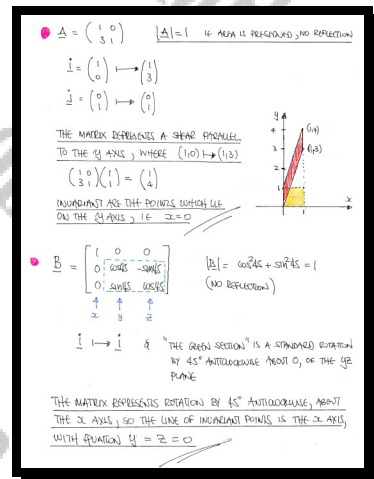 A = ( 1 0 3 1 ) |A| = 1 IE AREA IS PRESERVED, NO REFLECTION
i = ( 1 0 ) ↦ ( 1 3 )
j = ( 0 1 ) ↦ ( 0 1 )
THE MATRIX REPRESENTS A SHEAR PARALLEL
TO THE y AXIS, WHERE (1,0) ↦ (1,3)
( 1 0 3 1 )( 1 1 ) = ( 1 4 )
INVARIANT ARE THE POINTS WHICH LIE
ON THE y AXIS, IE x=0
y
4
3
2
1
1
x
(1,4)
(1,3)
B = [ 1 0 0 0 cos45 -sin45 0 sin45 cos45 ] |B| = cos²45 + sin²45 = 1
(NO REFLECTION)
x y z
i ↦ i & "THE GREEN SECTION" IS A STANDARD ROTATION
BY 45° ANTICLOCKWISE ABOUT O, OF THE yz
PLANE
THE MATRIX REPRESENTS ROTATION BY 45° ANTICLOCKWISE, ABOUT
THE x AXIS, SO THE LINE OF INVARIANT POINTS IS THE x AXIS,
WITH EQUATION y = z = 0